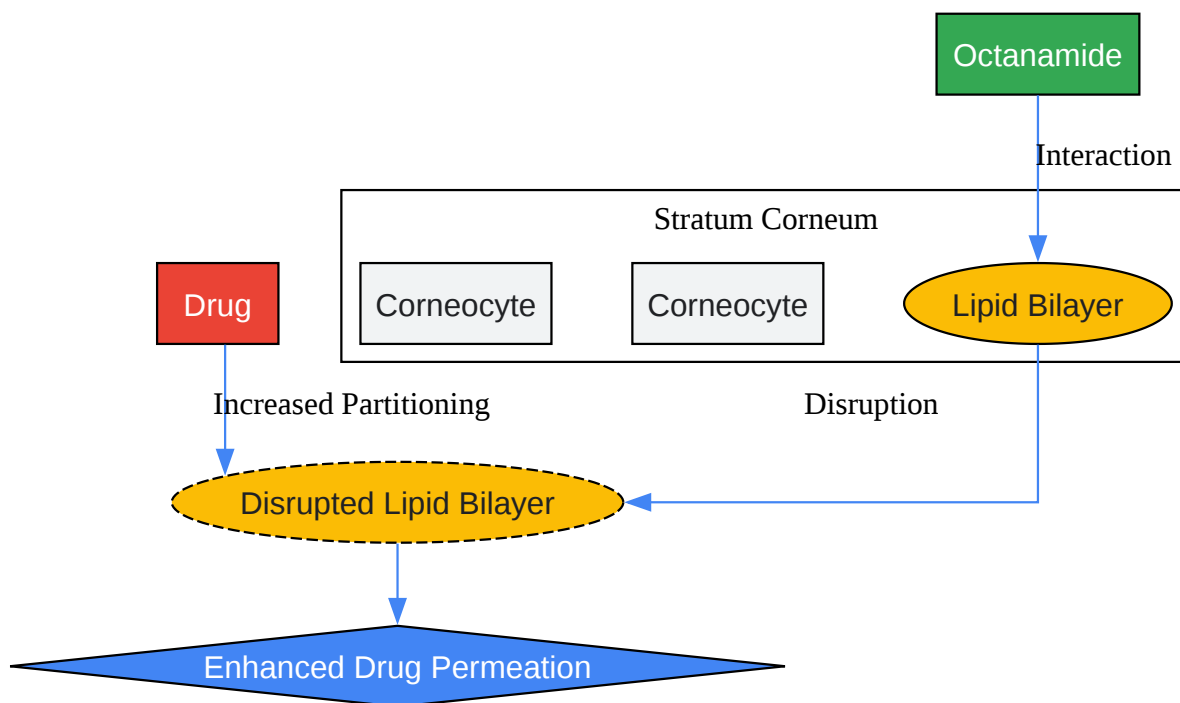 Octanamide
Interaction
Stratum Corneum
Drug
Corneocyte
Corneocyte
Lipid Bilayer
Increased Partitioning
Disruption
Disrupted Lipid Bilayer
Enhanced Drug Permeation